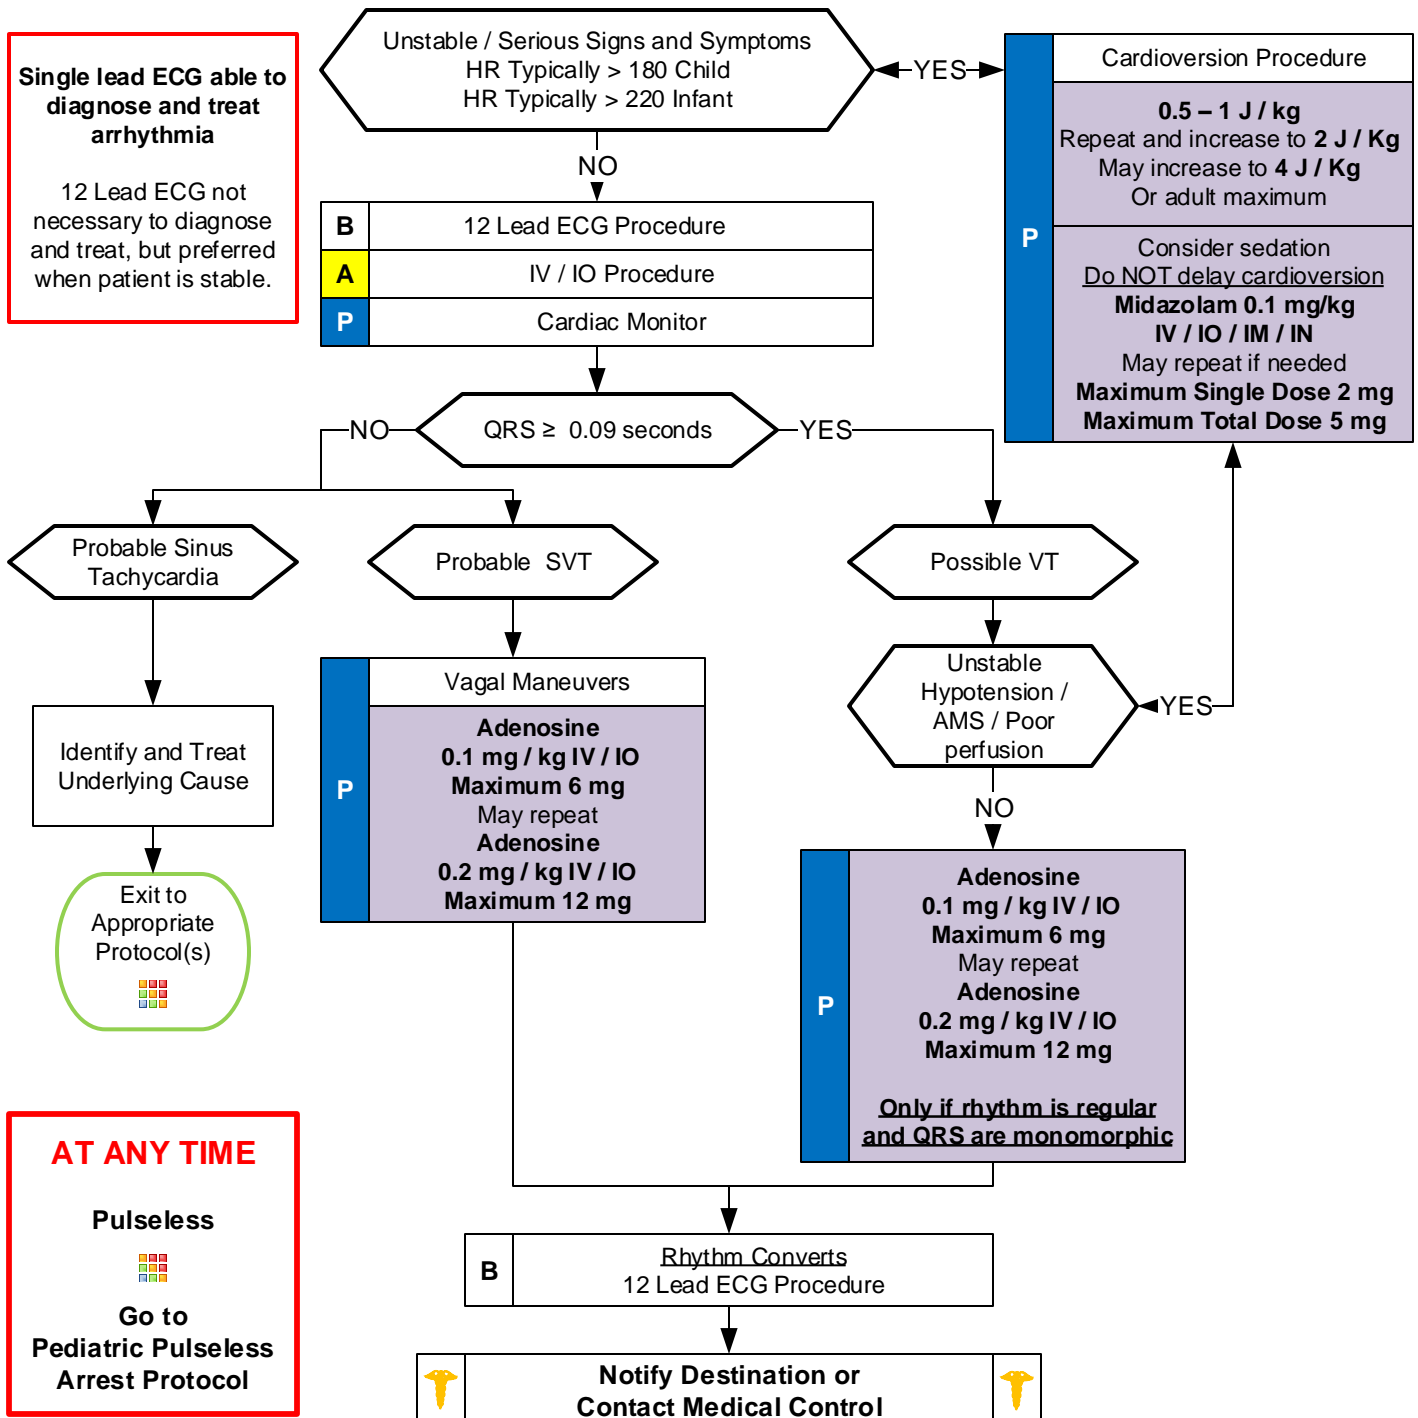 Single lead ECG able to
diagnose and treat
arrhythmia
12 Lead ECG not
necessary to diagnose
and treat, but preferred
when patient is stable.
Unstable / Serious Signs and Symptoms
HR Typically > 180 Child
HR Typically > 220 Infant
YES
NO
P
Cardioversion Procedure
0.5 – 1 J / kg
Repeat and increase to 2 J / Kg
May increase to 4 J / Kg
Or adult maximum
Consider sedation
Do NOT delay cardioversion
Midazolam 0.1 mg/kg
IV / IO / IM / IN
May repeat if needed
Maximum Single Dose 2 mg
Maximum Total Dose 5 mg
B 12 Lead ECG Procedure
A IV / IO Procedure
P Cardiac Monitor
NO
QRS ≥ 0.09 seconds
YES
Probable Sinus
Tachycardia
Probable SVT
Possible VT
Identify and Treat
Underlying Cause
Exit to
Appropriate
Protocol(s)
P
Vagal Maneuvers
Adenosine
0.1 mg / kg IV / IO
Maximum 6 mg
May repeat
Adenosine
0.2 mg / kg IV / IO
Maximum 12 mg
Unstable
Hypotension /
AMS / Poor
perfusion
YES
NO
P
Adenosine
0.1 mg / kg IV / IO
Maximum 6 mg
May repeat
Adenosine
0.2 mg / kg IV / IO
Maximum 12 mg
Only if rhythm is regular
and QRS are monomorphic
AT ANY TIME
Pulseless
Go to
Pediatric Pulseless
Arrest Protocol
B
Rhythm Converts
12 Lead ECG Procedure
Notify Destination or
Contact Medical Control